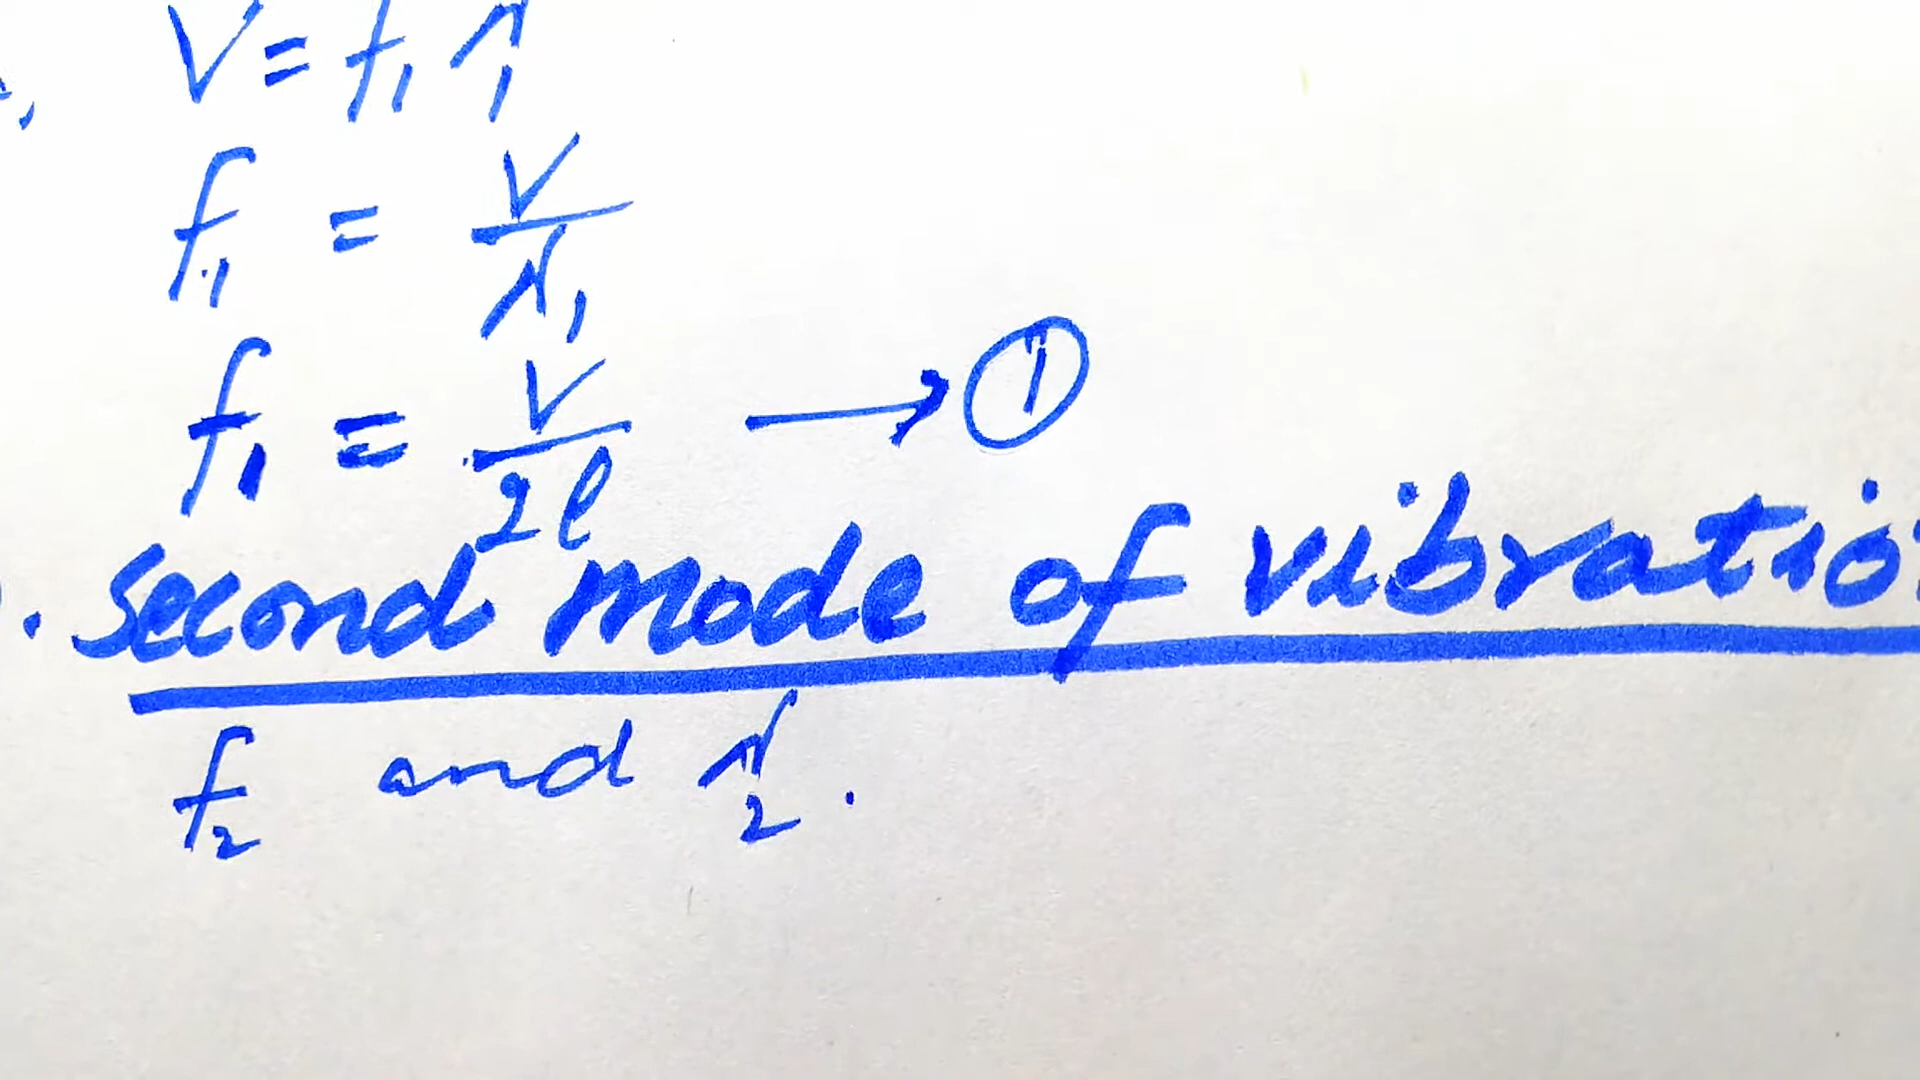 V = f₁ λ₁
f₁ = V/λ₁
f₁ = V/2l → ①
. Second mode of vibratio
f₂ and λ₂.